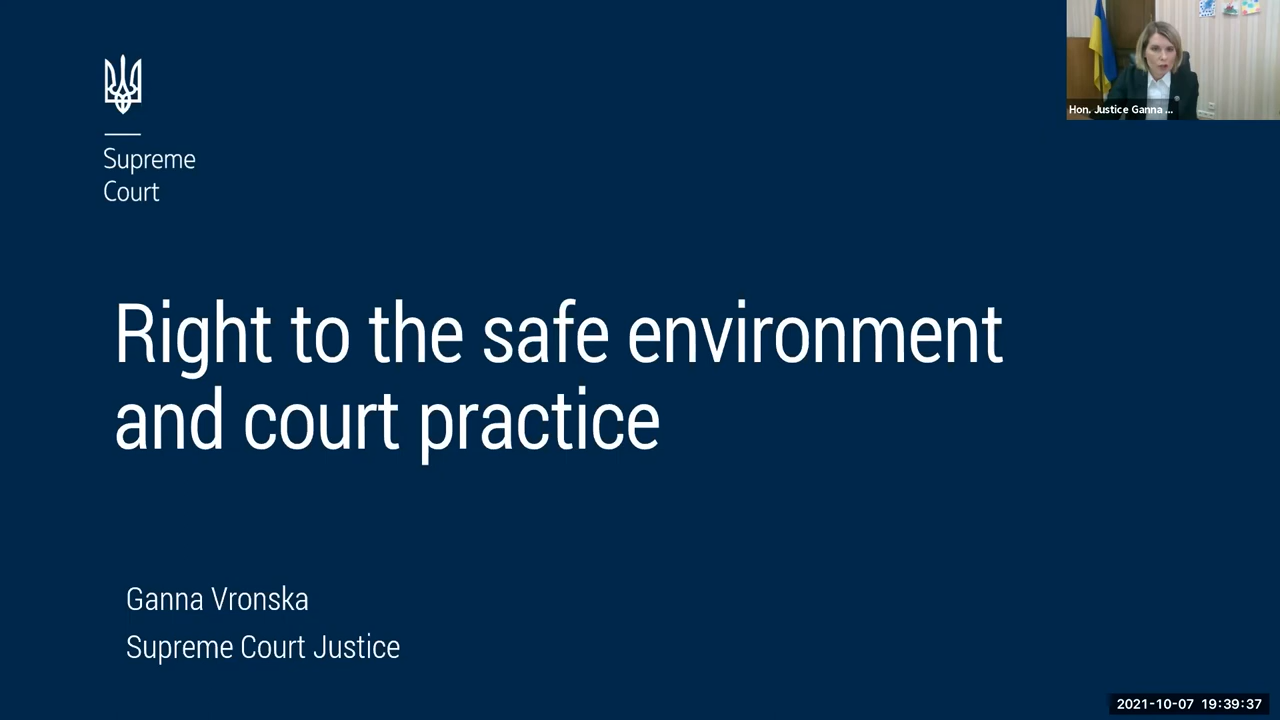 Supreme
Court
Hon. Justice Ganna ...
Right to the safe environment
and court practice
Ganna Vronska
Supreme Court Justice
2021-10-07 19:39:37